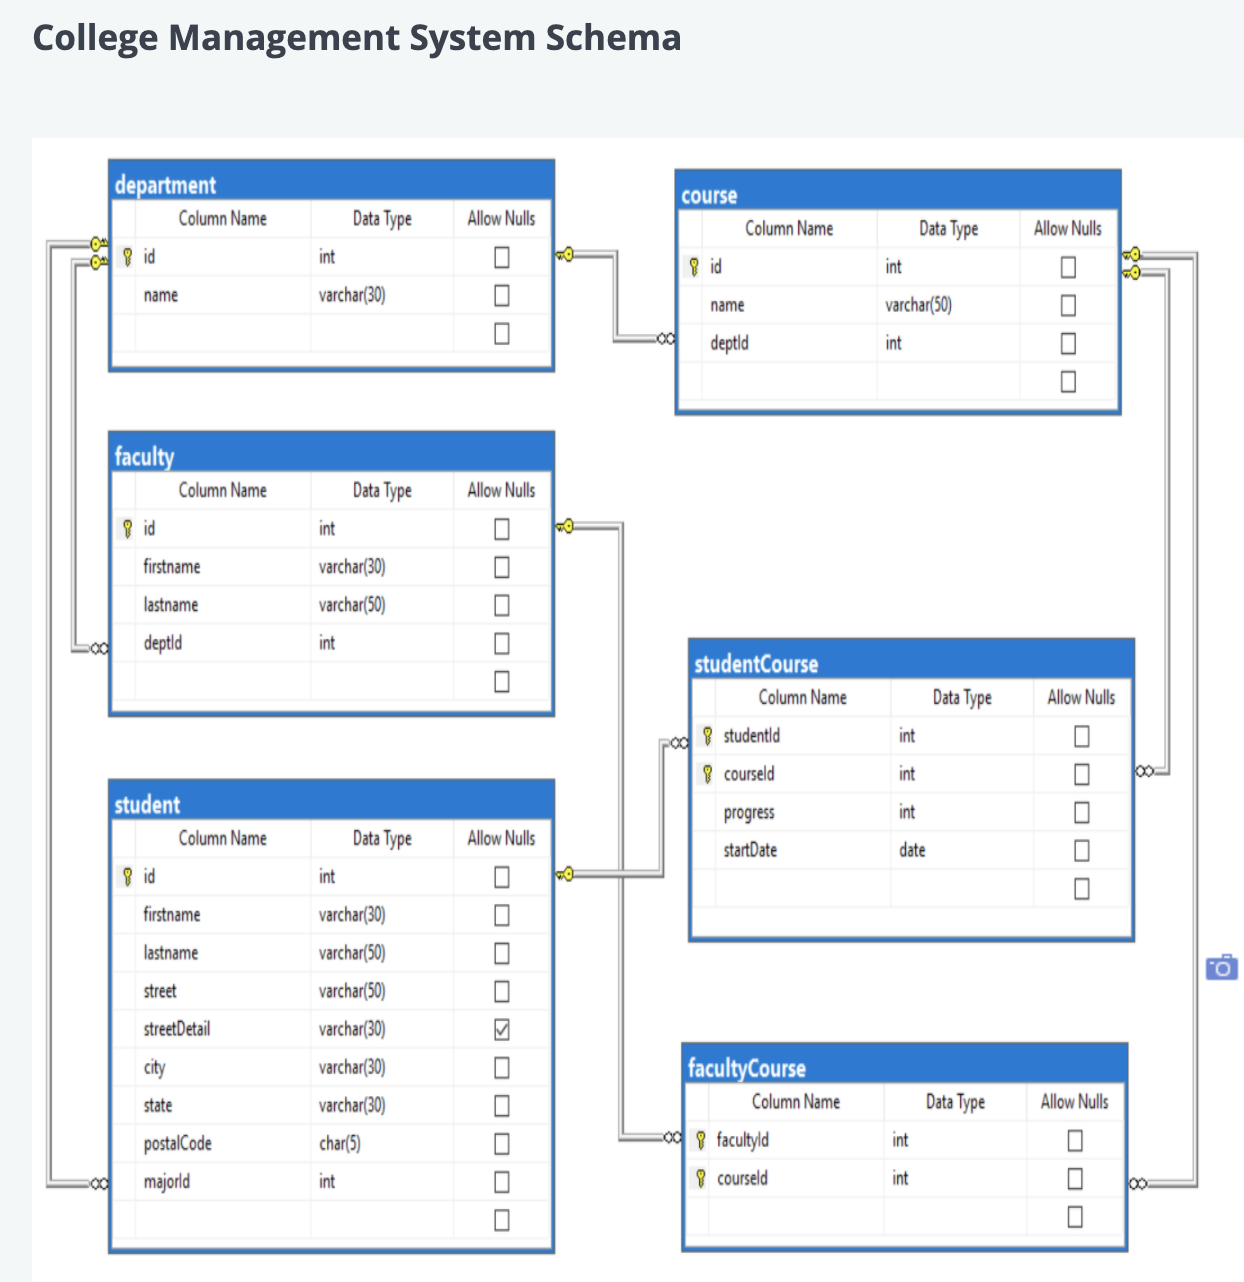 College Management System Schema
department
Column Name Data Type Allow Nulls
id int
name varchar(30)
course
Column Name Data Type Allow Nulls
id int
name varchar(50)
deptId int
faculty
Column Name Data Type Allow Nulls
id int
firstname varchar(30)
lastname varchar(50)
deptId int
studentCourse
Column Name Data Type Allow Nulls
studentId int
courseId int
progress int
startDate date
student
Column Name Data Type Allow Nulls
id int
firstname varchar(30)
lastname varchar(50)
street varchar(50)
streetDetail varchar(30)
city varchar(30)
state varchar(30)
postalCode char(5)
majorId int
facultyCourse
Column Name Data Type Allow Nulls
facultyId int
courseId int